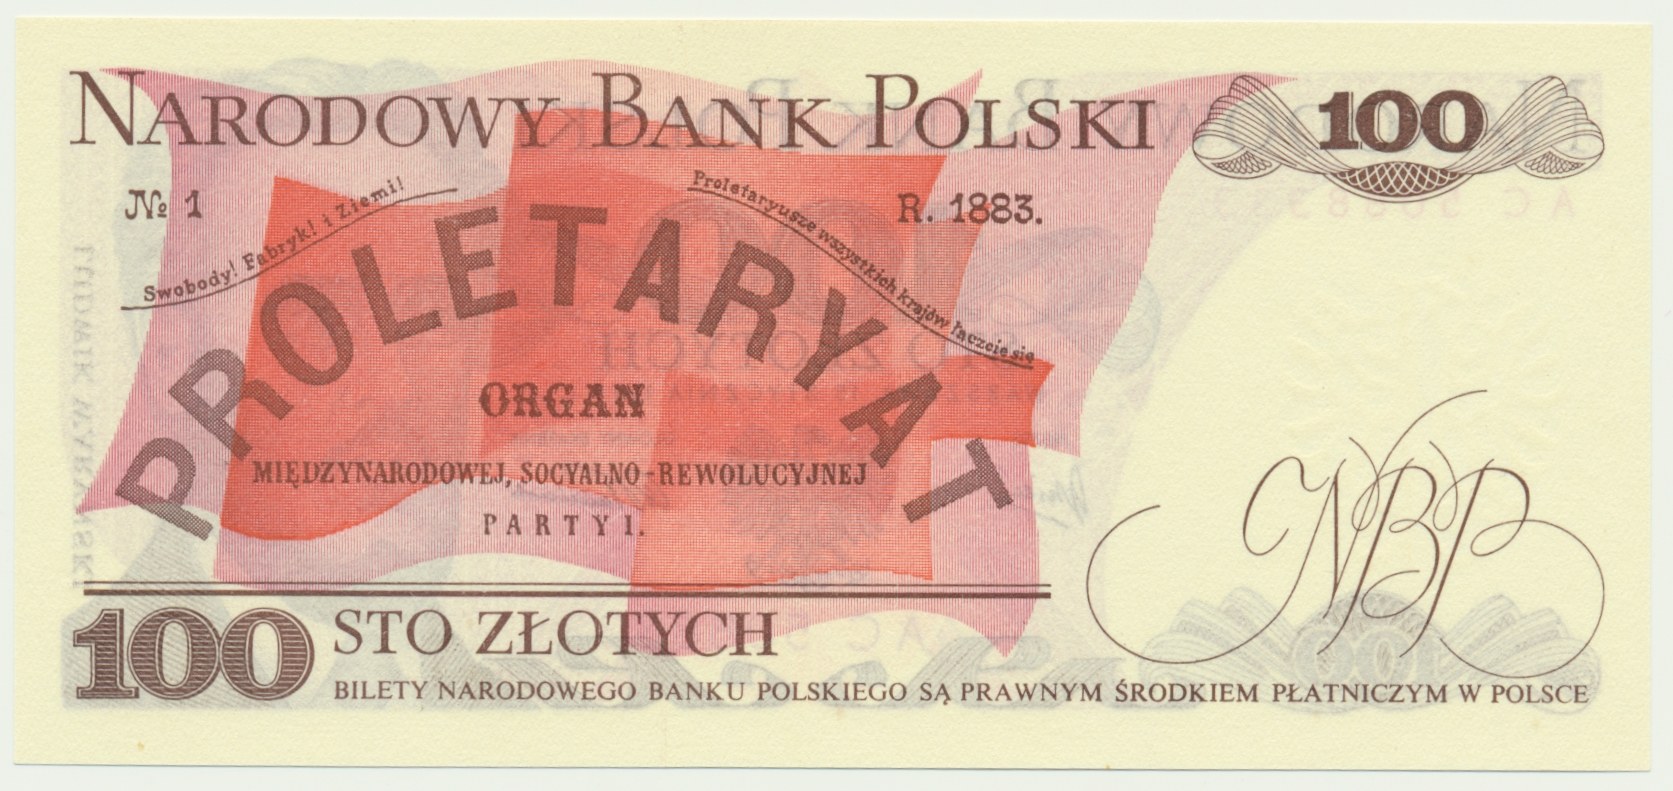 NARODOWY BANK POLSKI
100
№ 1
R. 1883.
Swobody! Fabryk! i Ziemi!
Proletaryusze wszystkich krajów łączcie się
PROLETARYAT
ORGAN
MIĘDZYNARODOWEJ, SOCYALNO-REWOLUCYJNEJ
PARTYI.
NBP
100 STO ZŁOTYCH
BILETY NARODOWEGO BANKU POLSKIEGO SĄ PRAWNYM ŚRODKIEM PŁATNICZYM W POLSCE